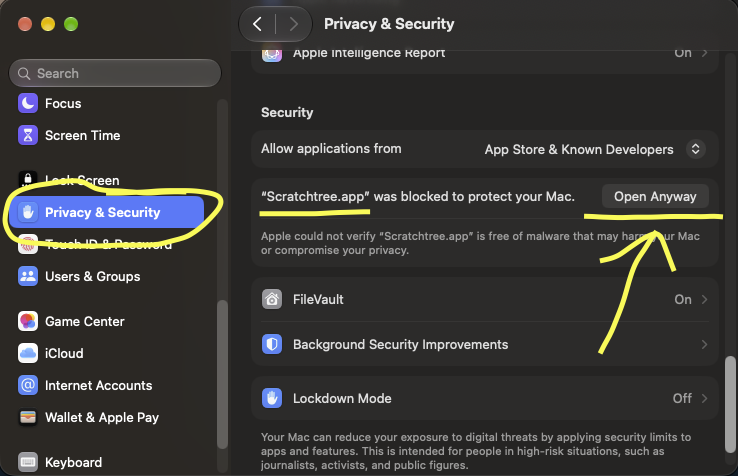 Privacy & Security
Search
Focus
Screen Time
Lock Screen
Privacy & Security
Touch ID & Password
Users & Groups
Game Center
iCloud
Internet Accounts
Wallet & Apple Pay
Keyboard
Apple Intelligence Report
On
Security
Allow applications from
App Store & Known Developers
“Scratchtree.app” was blocked to protect your Mac.
Open Anyway
Apple could not verify “Scratchtree.app” is free of malware that may harm your Mac
or compromise your privacy.
FileVault
On
Background Security Improvements
Lockdown Mode
Off
Your Mac can reduce your exposure to digital threats by applying security limits to
apps and features. This is intended for people in high-risk situations, such as
journalists, activists, and public figures.